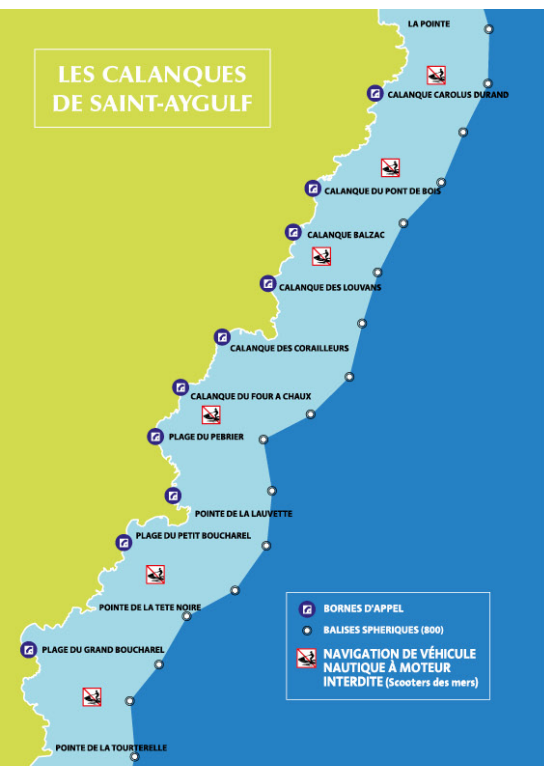 LES CALANQUES
DE SAINT-AYGULF
LA POINTE
CALANQUE CAROLUS DURAND
CALANQUE DU PONT DE BOIS
CALANQUE BALZAC
CALANQUE DES LOUVANS
CALANQUE DES CORAILLEURS
CALANQUE DU FOUR A CHAUX
PLAGE DU PEBRIER
POINTE DE LA LAUVETTE
PLAGE DU PETIT BOUCHAREL
POINTE DE LA TETE NOIRE
PLAGE DU GRAND BOUCHAREL
POINTE DE LA TOURTERELLE
BORNES D'APPEL
BALISES SPHERIQUES (800)
NAVIGATION DE VÉHICULE
NAUTIQUE À MOTEUR
INTERDITE (Scooters des mers)